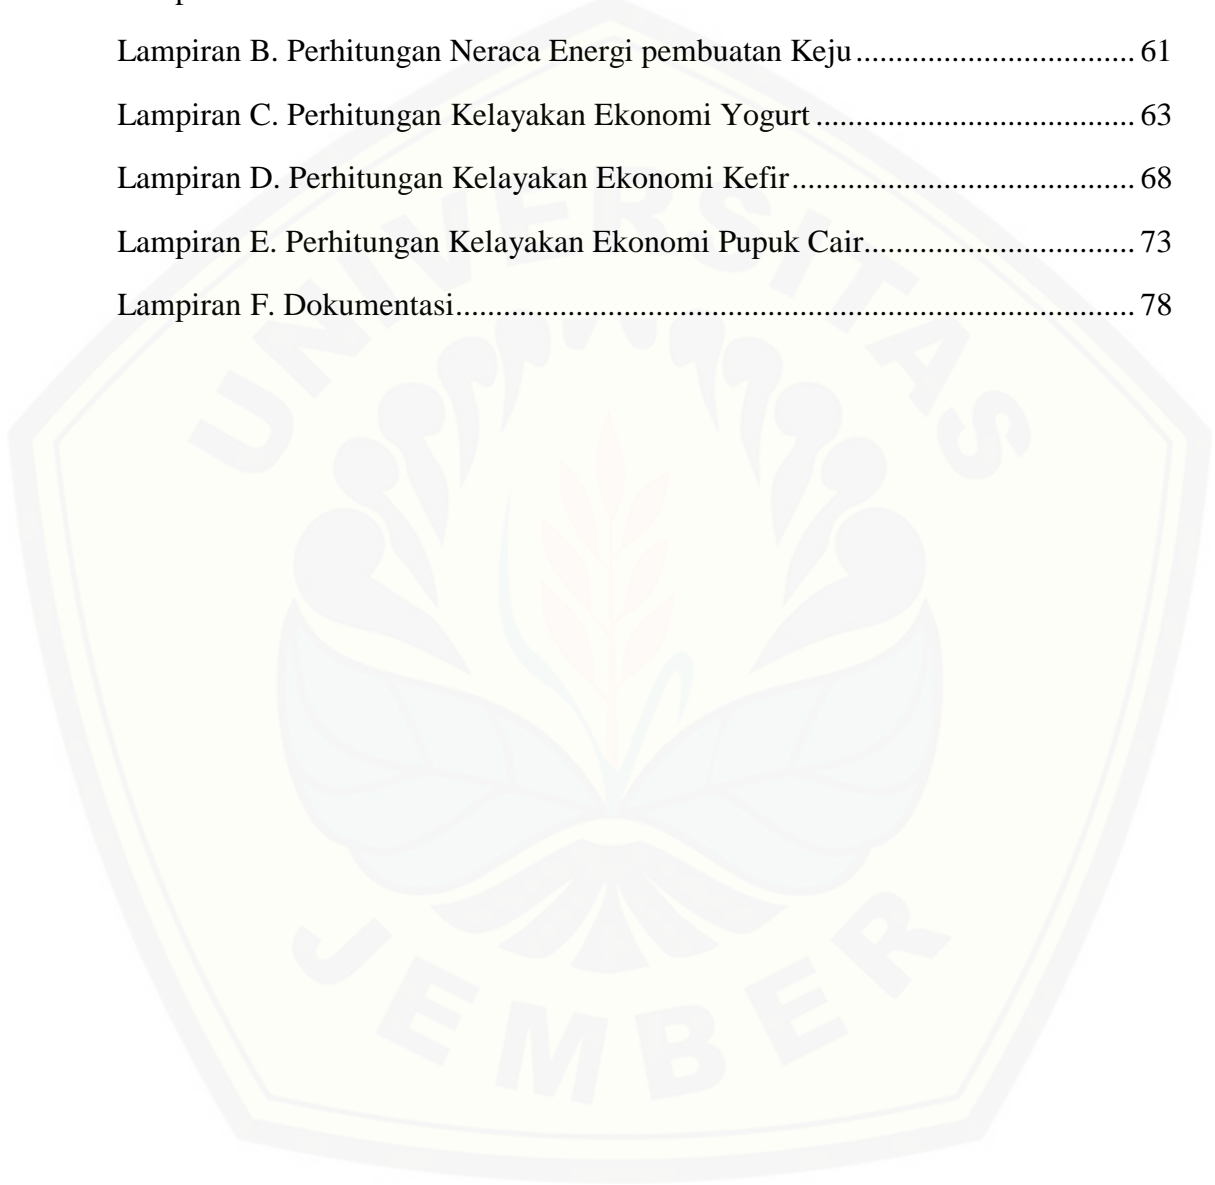 Lampiran B. Perhitungan Neraca Energi pembuatan Keju................................... 61
Lampiran C. Perhitungan Kelayakan Ekonomi Yogurt ........................................ 63
Lampiran D. Perhitungan Kelayakan Ekonomi Kefir........................................... 68
Lampiran E. Perhitungan Kelayakan Ekonomi Pupuk Cair.................................. 73
Lampiran F. Dokumentasi..................................................................................... 78
UNIVERSITAS
JEMBER